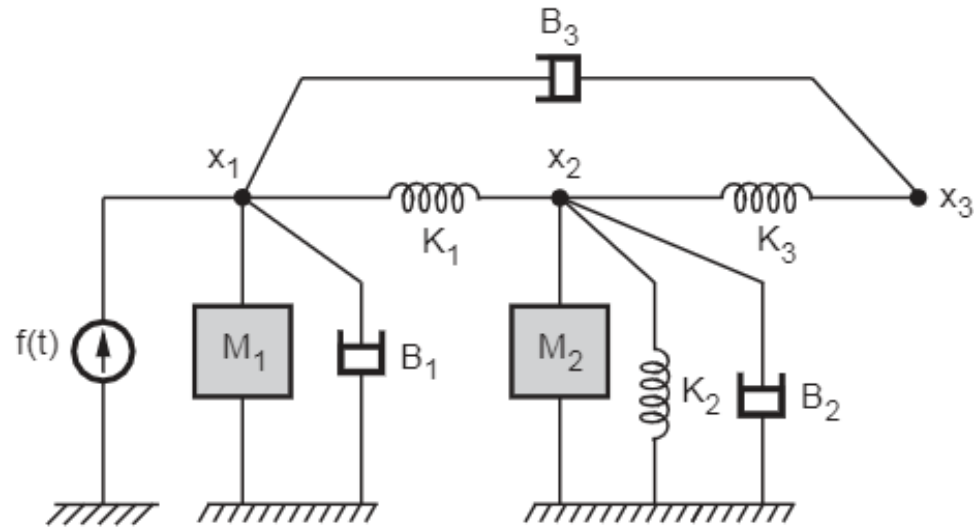 B₃
x₁
x₂
x₃
K₁
K₃
f(t)
M₁
B₁
M₂
K₂
B₂